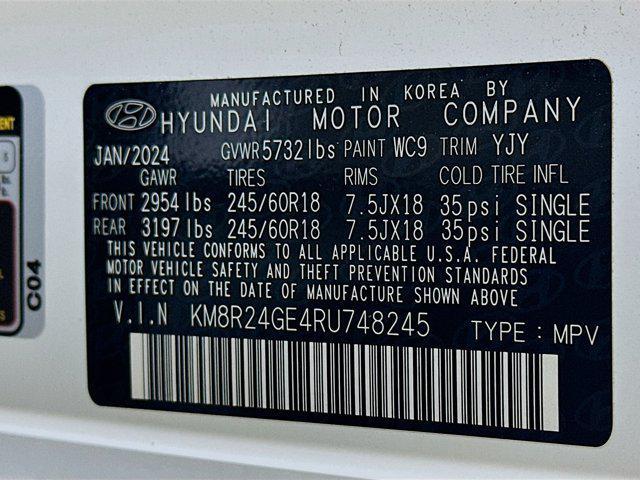 MANUFACTURED IN KOREA BY
HYUNDAI MOTOR COMPANY
JAN/2024 GVWR 5732lbs PAINT WC9 TRIM YJY
GAWR TIRES RIMS COLD TIRE INFL
FRONT 2954 lbs 245/60R18 7.5JX18 35psi SINGLE
REAR 3197 lbs 245/60R18 7.5JX18 35psi SINGLE
THIS VEHICLE CONFORMS TO ALL APPLICABLE U.S.A. FEDERAL
MOTOR VEHICLE SAFETY AND THEFT PREVENTION STANDARDS
IN EFFECT ON THE DATE OF MANUFACTURE SHOWN ABOVE
V.I.N KM8R24GE4RU748245 TYPE : MPV
C04